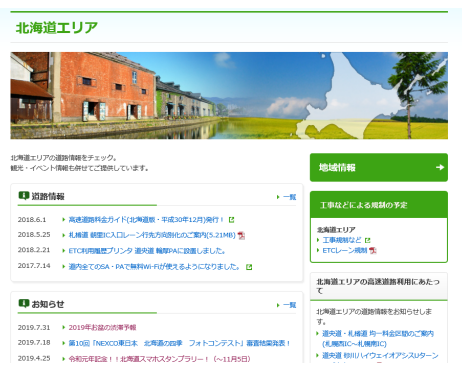 北海道エリア
北海道エリアの道路情報をチェック。
観光・イベント情報も併せてご提供しています。
道路情報
一覧
2018.6.1 高速道路料金ガイド(北海道版・平成30年12月)発行！
2018.5.25 札樽道 朝里IC入口レーン行先方向別化のご案内(5.21MB)
2018.2.21 ETC利用履歴プリンタ 道央道 輪厚PAに設置しました。
2017.7.14 道内全てのSA・PAで無料Wi-Fiが使えるようになりました。
お知らせ
一覧
2019.7.31 2019年お盆の渋滞予報
2019.7.18 第10回「NEXCO東日本 北海道の四季 フォトコンテスト」審査結果発表！
2019.4.25 令和元年記念！！北海道スマホスタンプラリー！（～11月5日）
地域情報
工事などによる規制の予定
北海道エリア
工事規制など
ETCレーン規制
北海道エリアの高速道路利用にあたっ
て
北海道エリアの道路情報をお知らせしま
す。
道央道・札樽道 均一料金区間のご案内
(札幌西IC～札幌南IC)
道央道 砂川ハイウェイオアシスUターン